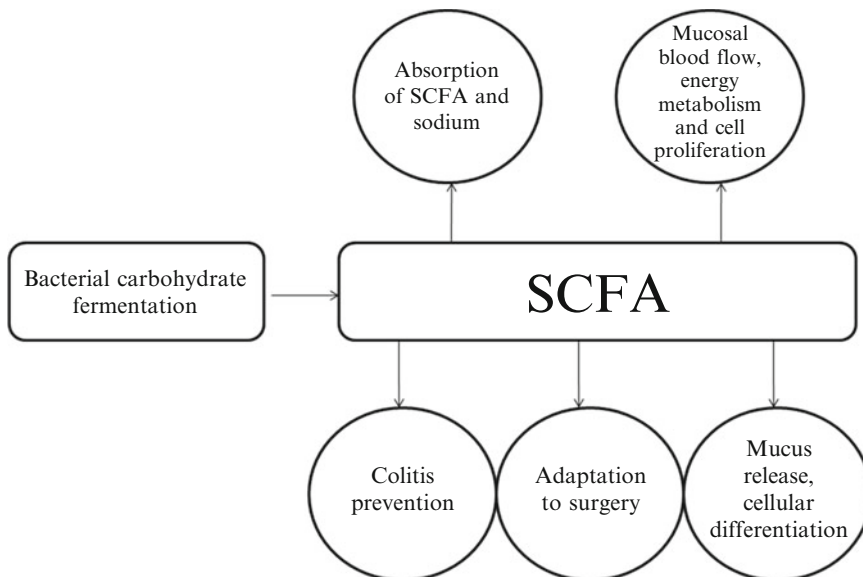 Absorption
of SCFA and
sodium
Mucosal
blood flow,
energy
metabolism
and cell
proliferation
Bacterial carbohydrate
fermentation
SCFA
Colitis
prevention
Adaptation
to surgery
Mucus
release,
cellular
differentiation